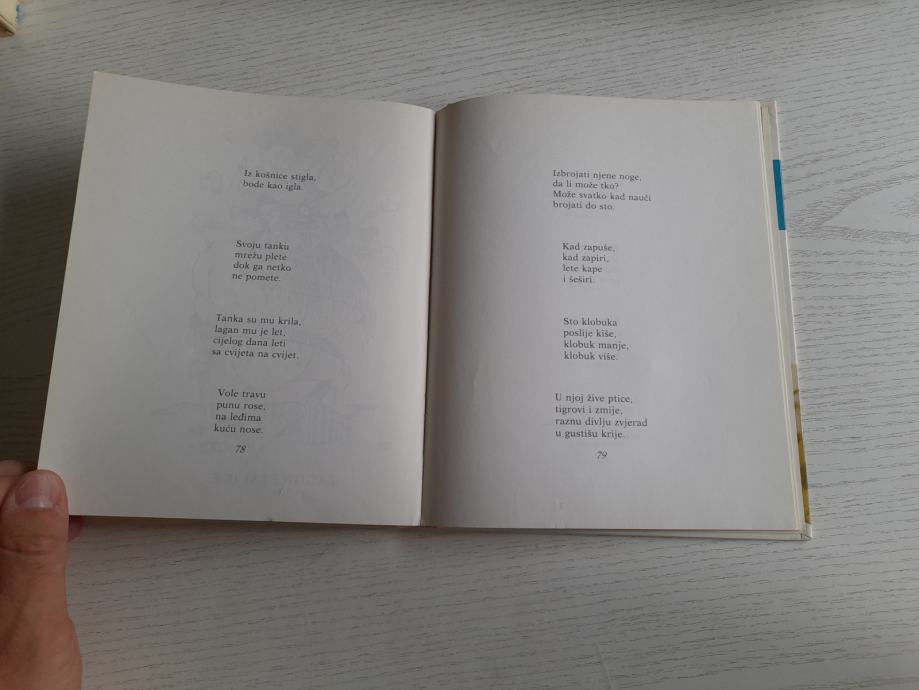 Iz košnice stigla,
bode kao igla.
Svoju tanku
mrežu plete
dok ga netko
ne pomete.
Tanka su mu krila,
lagan mu je let,
cijelog dana leti
sa cvijeta na cvijet.
Vole travu
punu rose,
na leđima
kuću nose.
78
Izbrojati njene noge,
da li može tko?
Može svatko kad nauči
brojati do sto.
Kad zapuše,
kad zapiri,
lete kape
i šeširi.
Sto klobuka
poslije kiše,
klobuk manje,
klobuk više.
U njoj žive ptice,
tigrovi i zmije,
raznu divlju zvjerad
u gustišu krije.
79